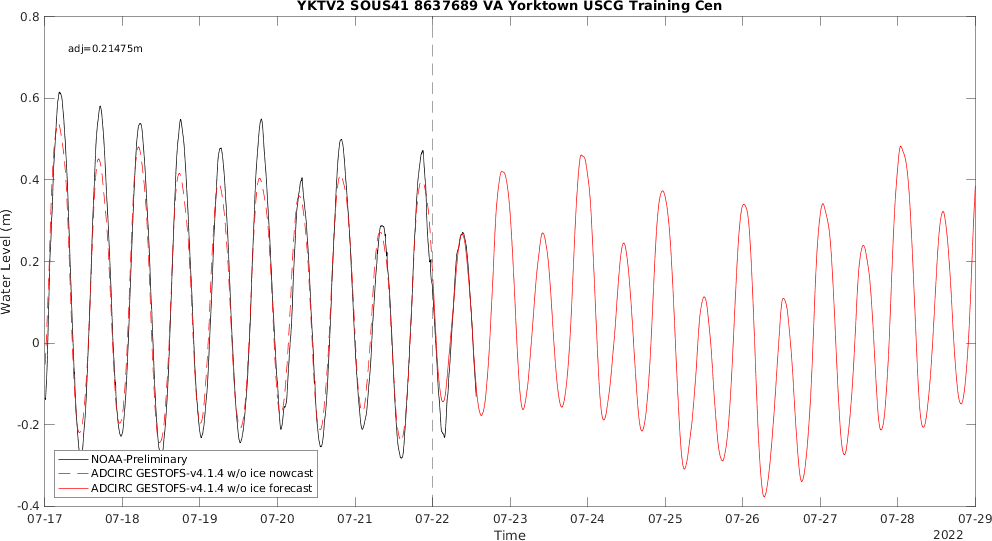 YKTV2 SOUS41 8637689 VA Yorktown USCG Training Cen
adj=0.21475m
0.8
0.6
0.4
0.2
0
-0.2
-0.4
Water Level (m)
NOAA-Preliminary
ADCIRC GESTOFS-v4.1.4 w/o ice nowcast
ADCIRC GESTOFS-v4.1.4 w/o ice forecast
07-17 07-18 07-19 07-20 07-21 07-22 07-23 07-24 07-25 07-26 07-27 07-28 07-29
Time
2022